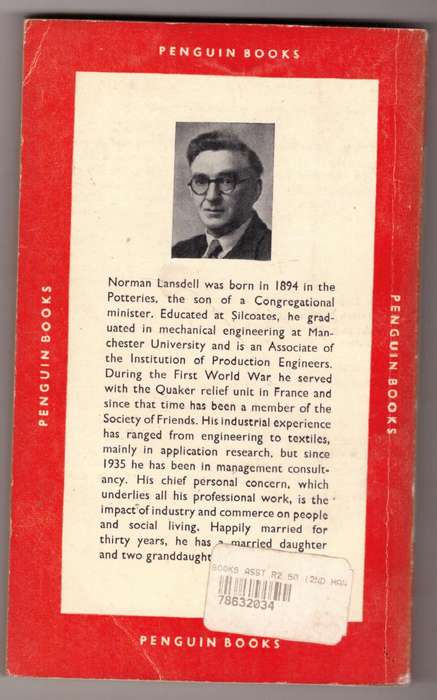 PENGUIN BOOKS
PENGUIN BOOKS
PENGUIN BOOKS
Norman Lansdell was born in 1894 in the
Potteries, the son of a Congregational
minister. Educated at Silcoates, he grad-
uated in mechanical engineering at Man-
chester University and is an Associate of
the Institution of Production Engineers.
During the First World War he served
with the Quaker relief unit in France and
since that time has been a member of the
Society of Friends. His industrial experience
has ranged from engineering to textiles,
mainly in application research, but since
1935 he has been in management consult-
ancy. His chief personal concern, which
underlies all his professional work, is the
impact of industry and commerce on people
and social living. Happily married for
thirty years, he has a married daughter
and two granddaught
BOOKS ASST R2.50 (2ND HAN
78632034
PENGUIN BOOKS